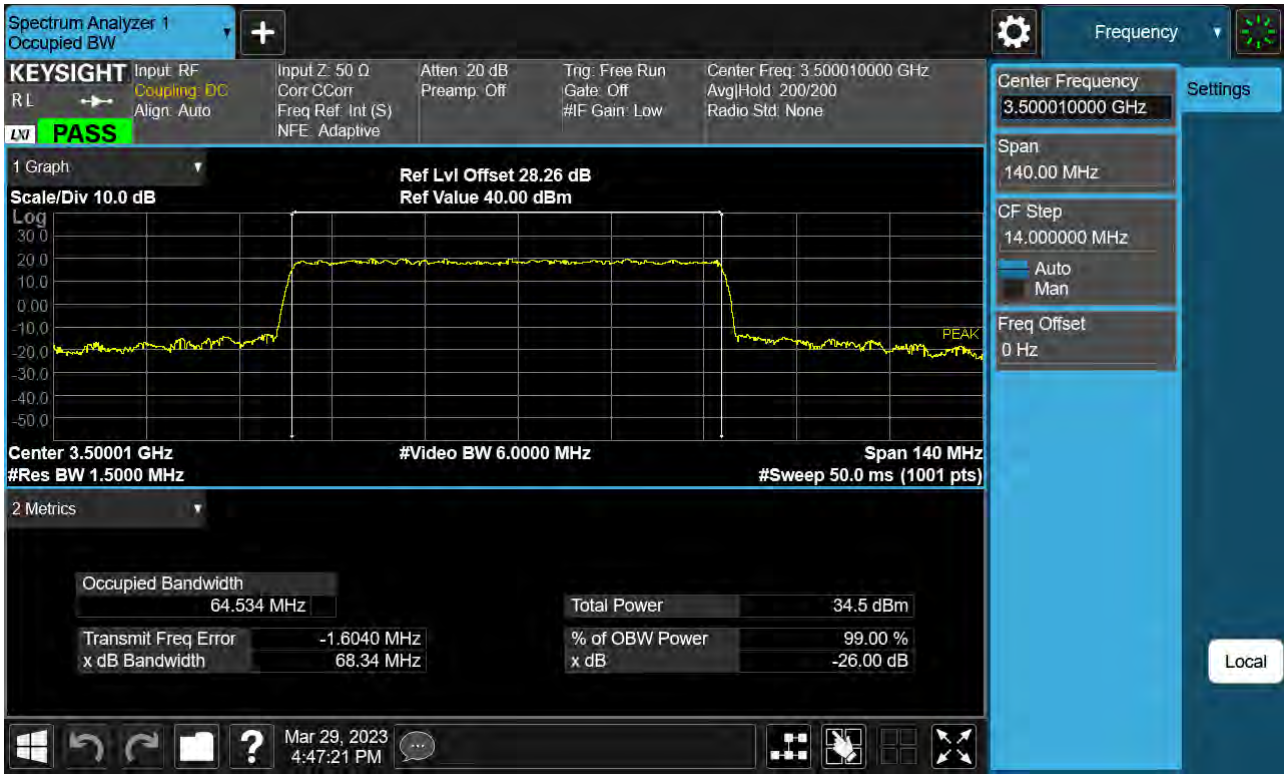 Spectrum Analyzer 1
Occupied BW
+
Frequency
KEYSIGHT
RL
LXI PASS
Input: RF
Coupling: DC
Align: Auto
Input Z: 50 Ω
Corr CCorr
Freq Ref: Int (S)
NFE: Adaptive
Atten: 20 dB
Preamp: Off
Trig: Free Run
Gate: Off
#IF Gain: Low
Center Freq: 3.500010000 GHz
Avg|Hold: 200/200
Radio Std: None
Center Frequency
3.500010000 GHz
Settings
Span
140.00 MHz
CF Step
14.000000 MHz
Auto
Man
Freq Offset
0 Hz
Local
1 Graph
Scale/Div 10.0 dB
Ref Lvl Offset 28.26 dB
Ref Value 40.00 dBm
Log
30.0
20.0
10.0
0.00
-10.0
-20.0
-30.0
-40.0
-50.0
PEAK
Center 3.50001 GHz
#Video BW 6.0000 MHz
Span 140 MHz
#Res BW 1.5000 MHz
#Sweep 50.0 ms (1001 pts)
2 Metrics
Occupied Bandwidth
64.534 MHz
Total Power 34.5 dBm
Transmit Freq Error -1.6040 MHz
% of OBW Power 99.00 %
x dB Bandwidth 68.34 MHz
x dB -26.00 dB
?
Mar 29, 2023
4:47:21 PM